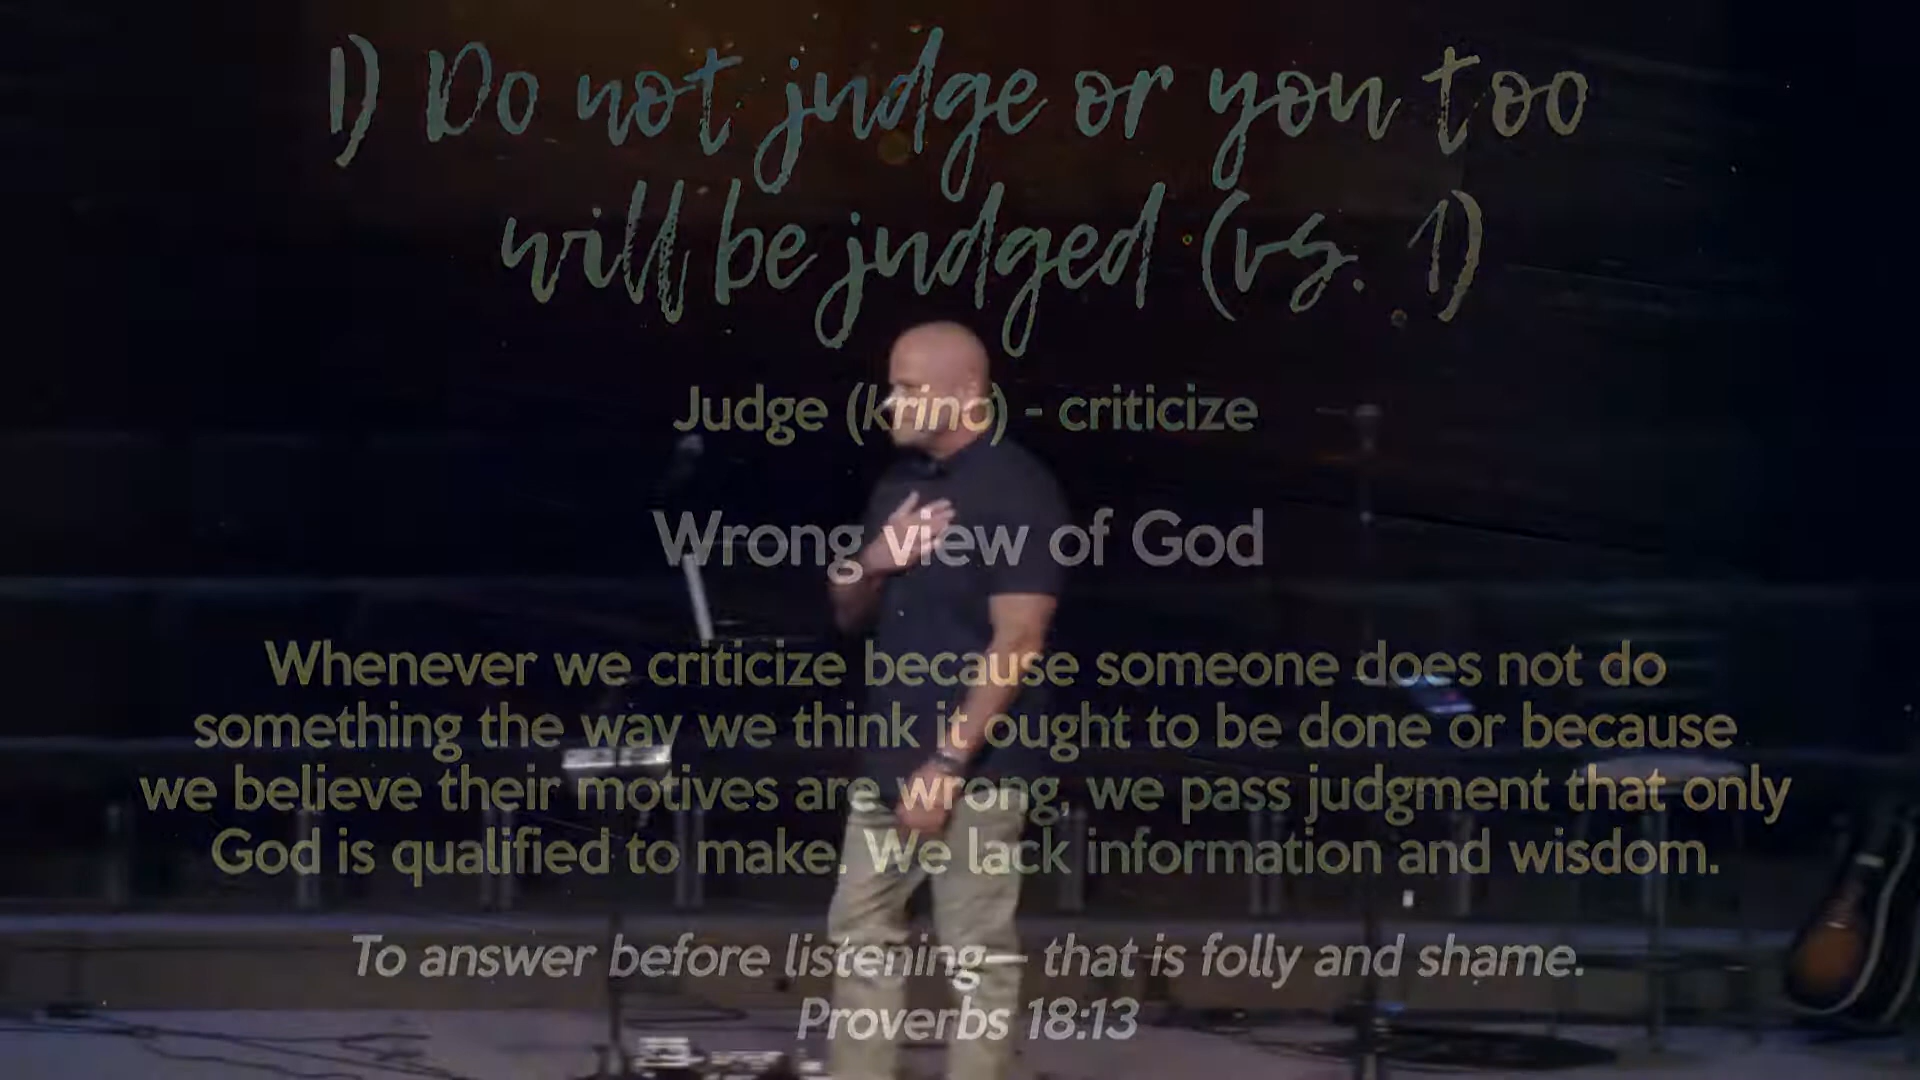 1) Do not judge or you too
will be judged (vs. 1)
Judge (krino) - criticize
Wrong view of God
Whenever we criticize because someone does not do
something the way we think it ought to be done or because
we believe their motives are wrong, we pass judgment that only
God is qualified to make. We lack information and wisdom.
To answer before listening— that is folly and shame.
Proverbs 18:13